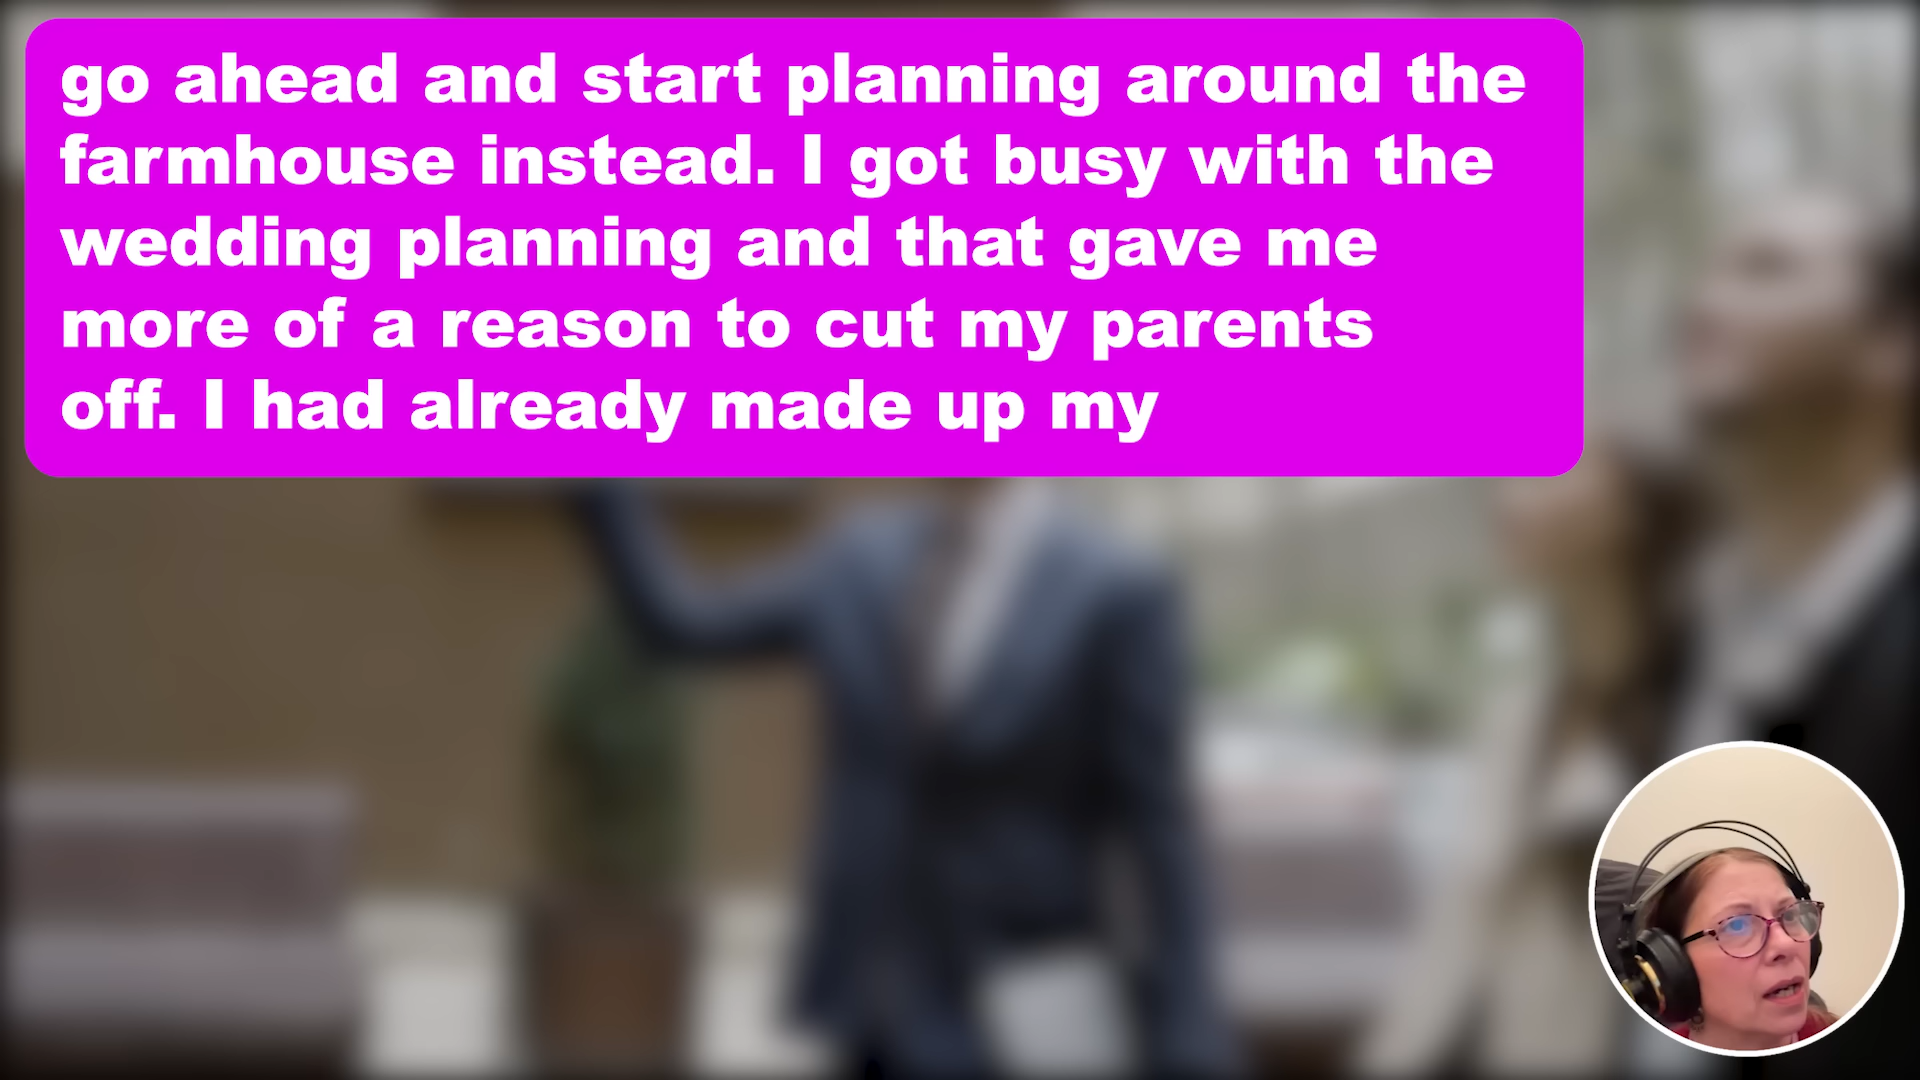 go ahead and start planning around the
farmhouse instead. I got busy with the
wedding planning and that gave me
more of a reason to cut my parents
off. I had already made up my